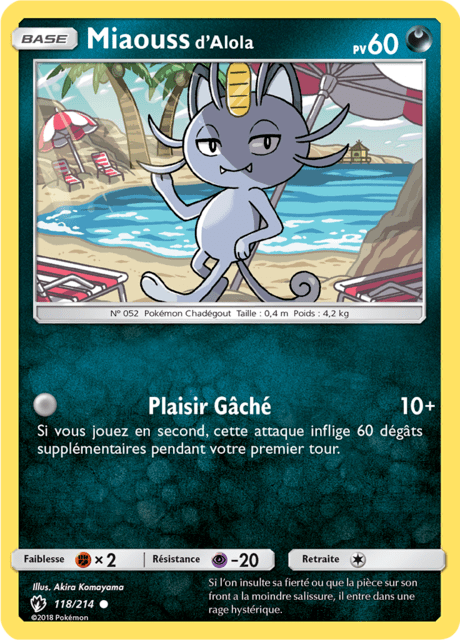 BASE Miaouss d'Alola PV60
N° 052 Pokémon Chadégout Taille : 0,4 m Poids : 4,2 kg
Plaisir Gâché 10+
Si vous jouez en second, cette attaque inflige 60 dégâts
supplémentaires pendant votre premier tour.
Faiblesse × 2 Résistance -20 Retraite
Illus. Akira Komayama
118/214
©2018 Pokémon
Si l'on insulte sa fierté ou que la pièce sur son
front a la moindre salissure, il entre dans une
rage hystérique.